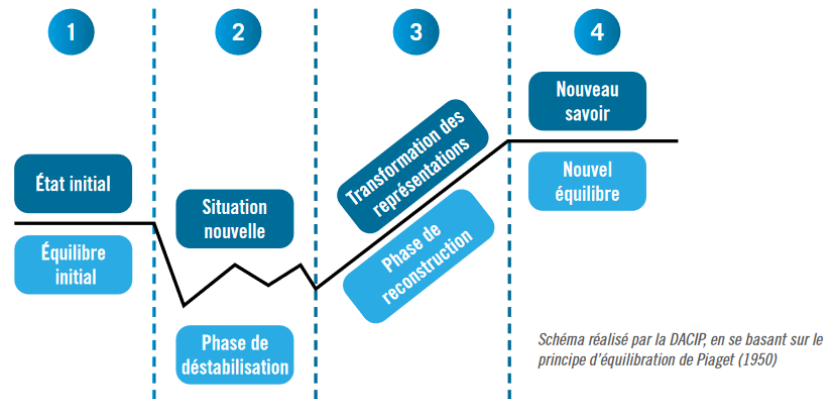 1
2
3
4
État initial
Équilibre
initial
Situation
nouvelle
Phase de
déstabilisation
Transformation des
représentations
Phase de
reconstruction
Nouveau
savoir
Nouvel
équilibre
Schéma réalisé par la DACIP, en se basant sur le
principe d'équilibration de Piaget (1950)